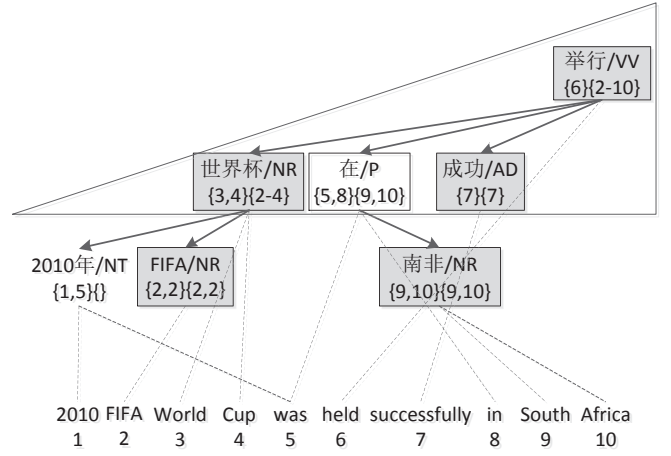 举行/VV
{6}{2-10}
世界杯/NR
{3,4}{2-4}
在/P
{5,8}{9,10}
成功/AD
{7}{7}
2010年/NT
{1,5}{}
FIFA/NR
{2,2}{2,2}
南非/NR
{9,10}{9,10}
2010 FIFA World Cup was held successfully in South Africa
1 2 3 4 5 6 7 8 9 10